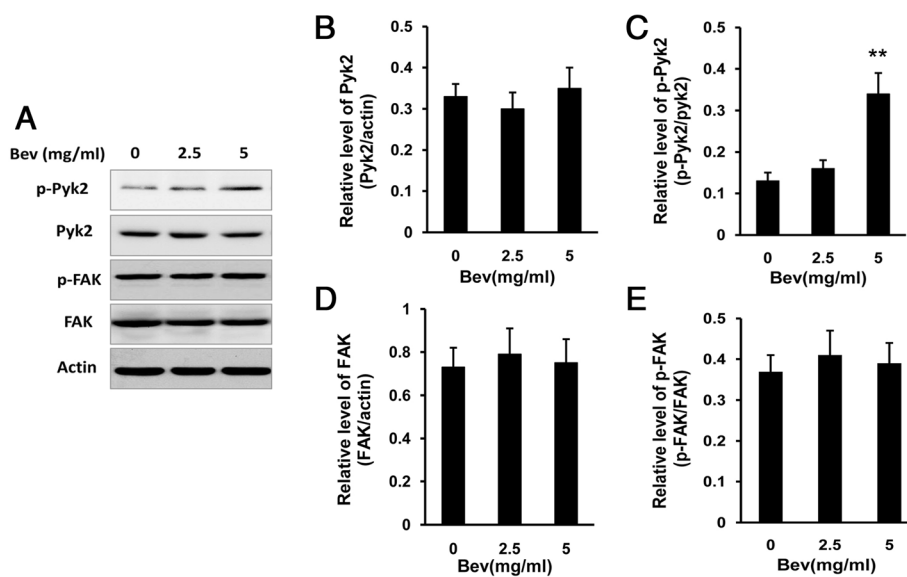 A
Bev (mg/ml) 0 2.5 5
p-Pyk2
Pyk2
p-FAK
FAK
Actin
B
Relative level of Pyk2
(Pyk2/actin)
0.5
0.4
0.3
0.2
0.1
0
0 2.5 5
Bev(mg/ml)
C
Relative level of p-Pyk2
(p-Pyk2/pyk2)
0.5
0.4
0.3
0.2
0.1
0
**
0 2.5 5
Bev(mg/ml)
D
Relative level of FAK
(FAK/actin)
1
0.8
0.6
0.4
0.2
0
0 2.5 5
Bev(mg/ml)
E
Relative level of p-FAK
(p-FAK/FAK)
0.5
0.4
0.3
0.2
0.1
0
0 2.5 5
Bev(mg/ml)